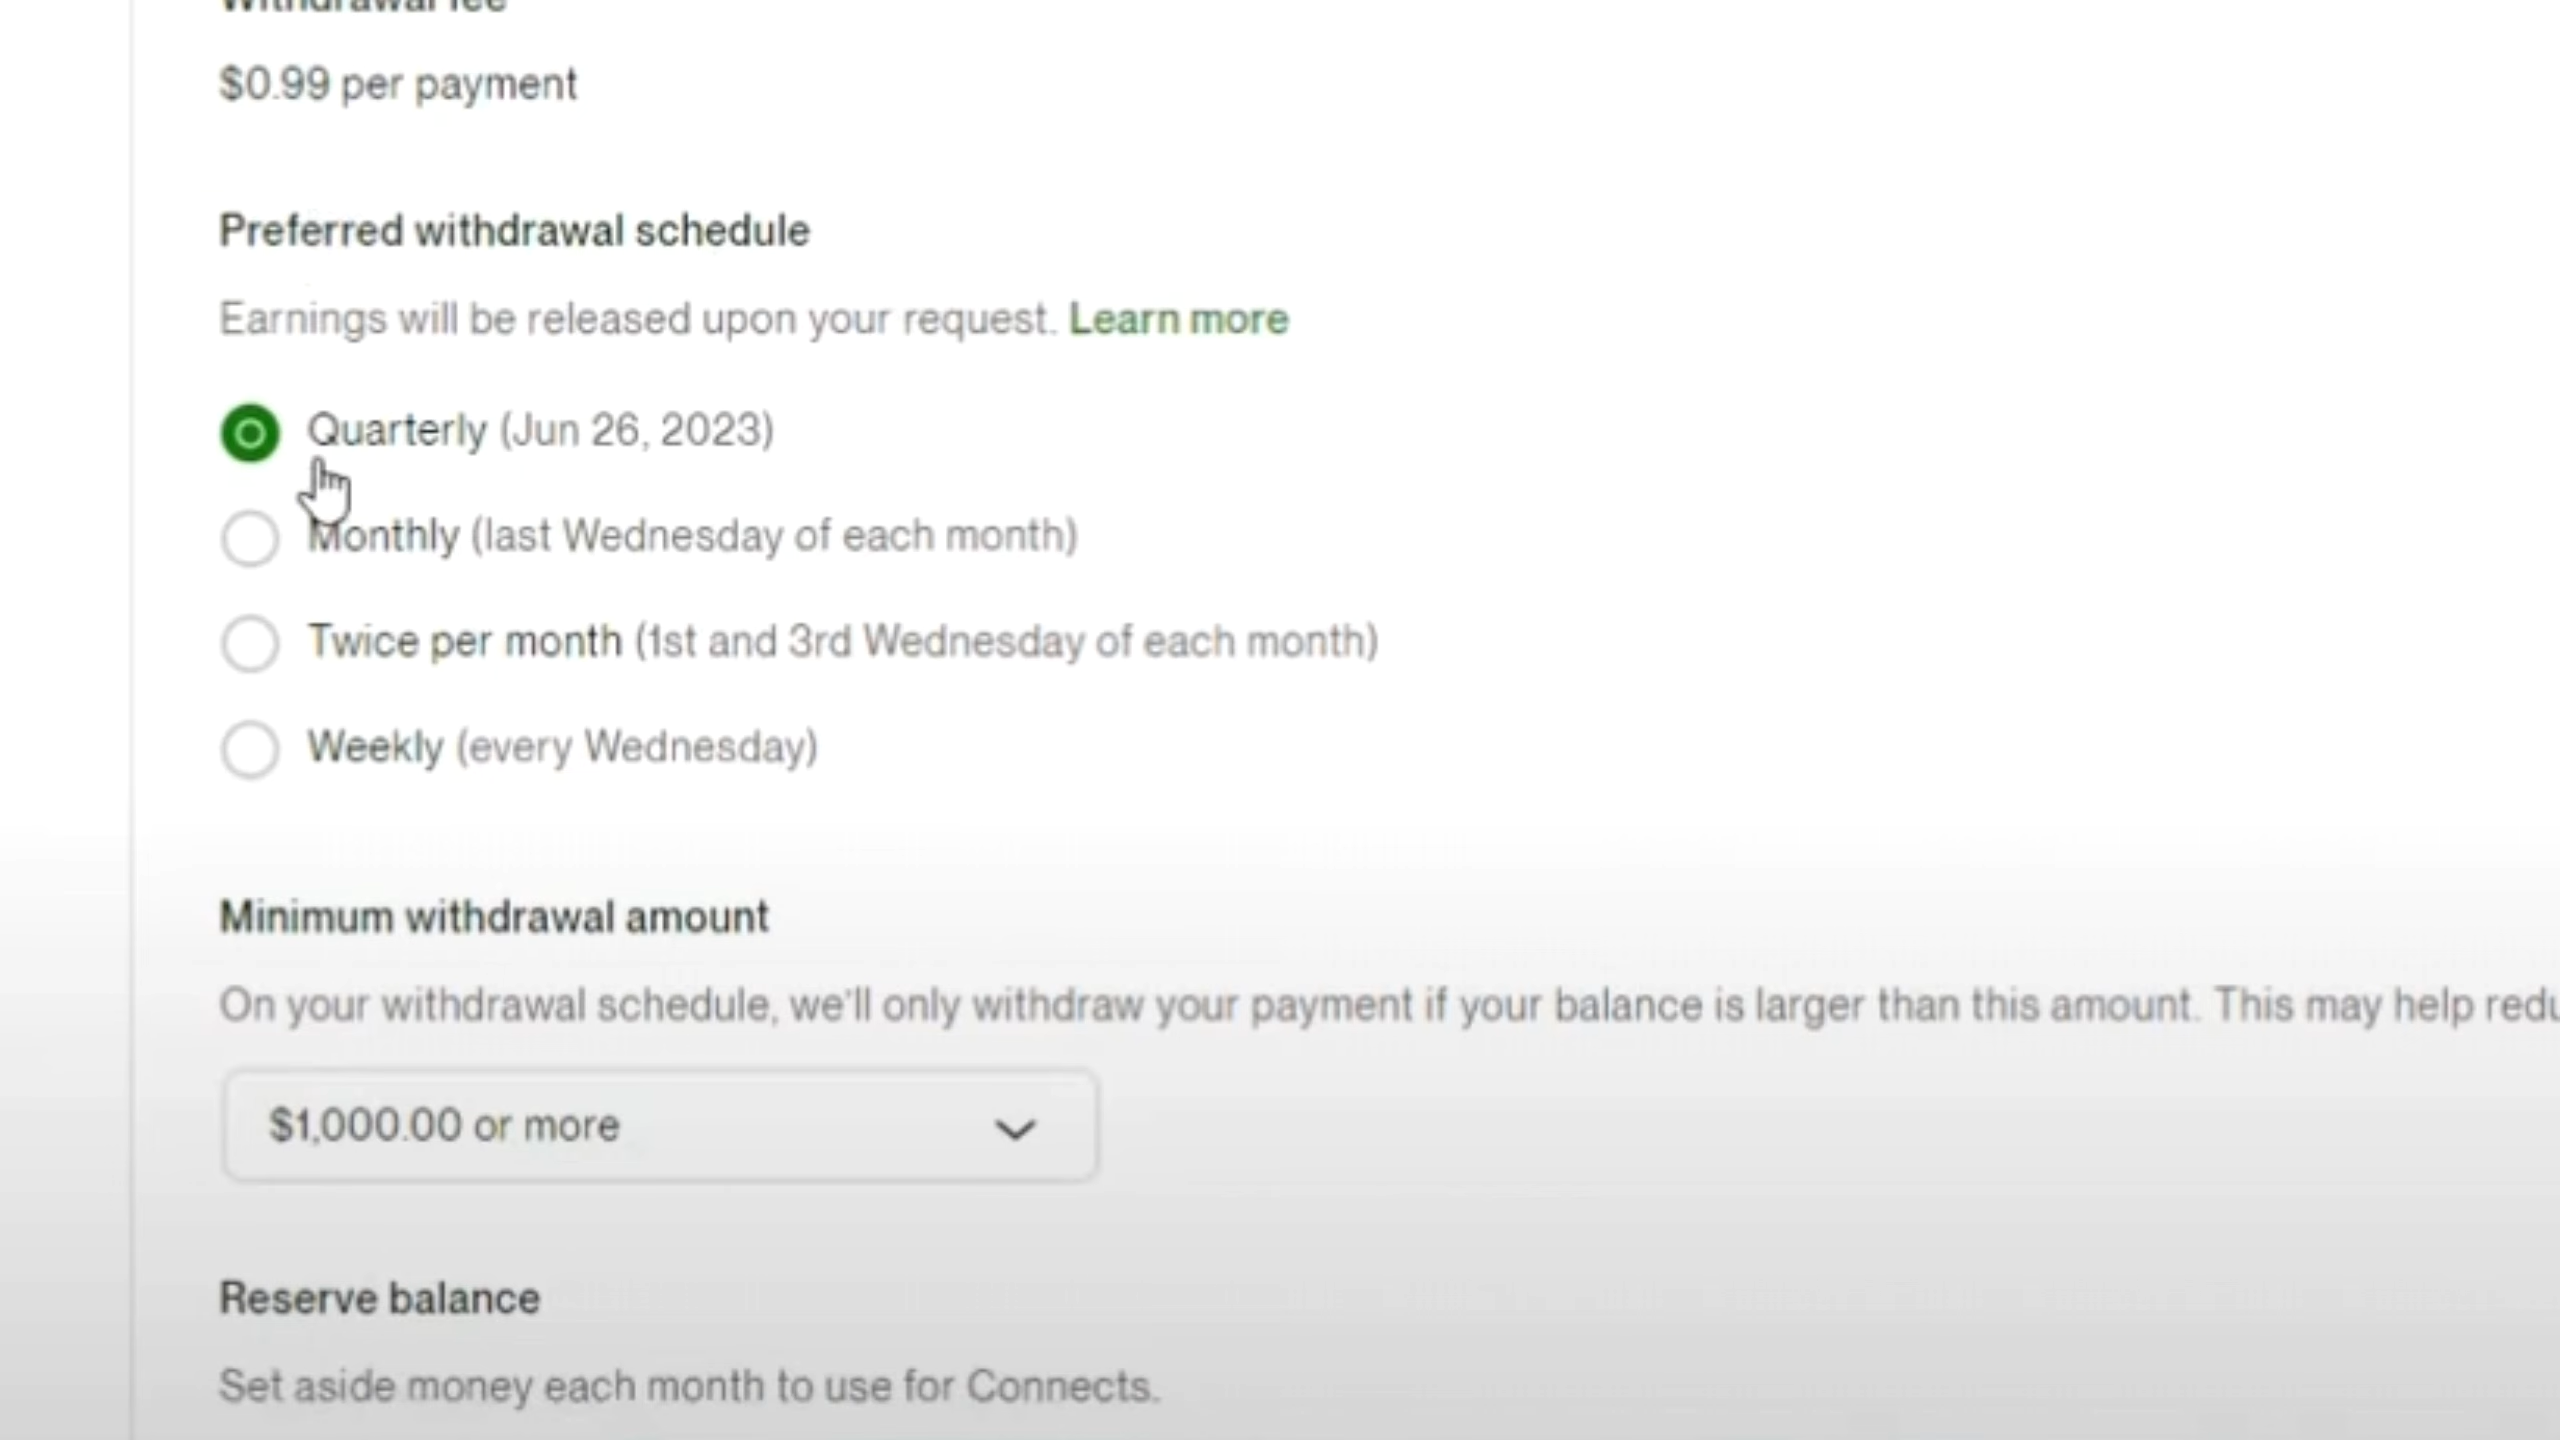 Withdrawal fee
$0.99 per payment
Preferred withdrawal schedule
Earnings will be released upon your request. Learn more
Quarterly (Jun 26, 2023)
Monthly (last Wednesday of each month)
Twice per month (1st and 3rd Wednesday of each month)
Weekly (every Wednesday)
Minimum withdrawal amount
On your withdrawal schedule, we'll only withdraw your payment if your balance is larger than this amount. This may help redu
$1,000.00 or more
Reserve balance
Set aside money each month to use for Connects.